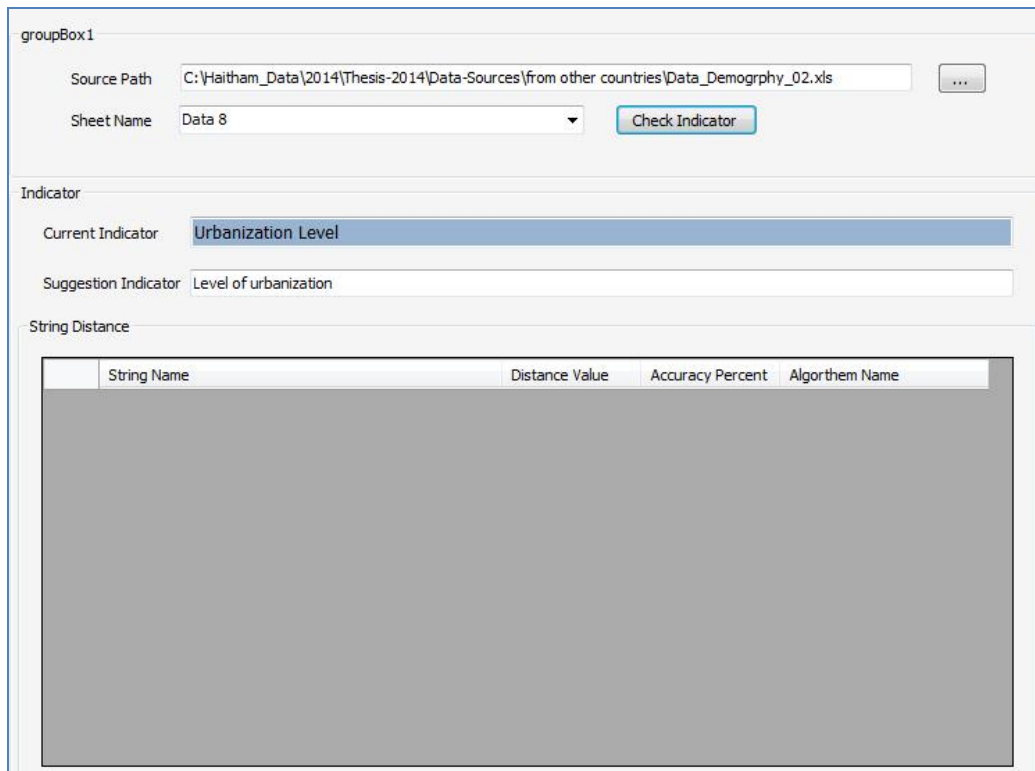 groupBox1
Source Path C:\Haitham_Data\2014\Thesis-2014\Data-Sources\from other countries\Data_Demogrphy_02.xls ...
Sheet Name Data 8 Check Indicator
Indicator
Current Indicator Urbanization Level
Suggestion Indicator Level of urbanization
String Distance
String Name Distance Value Accuracy Percent Algorthem Name